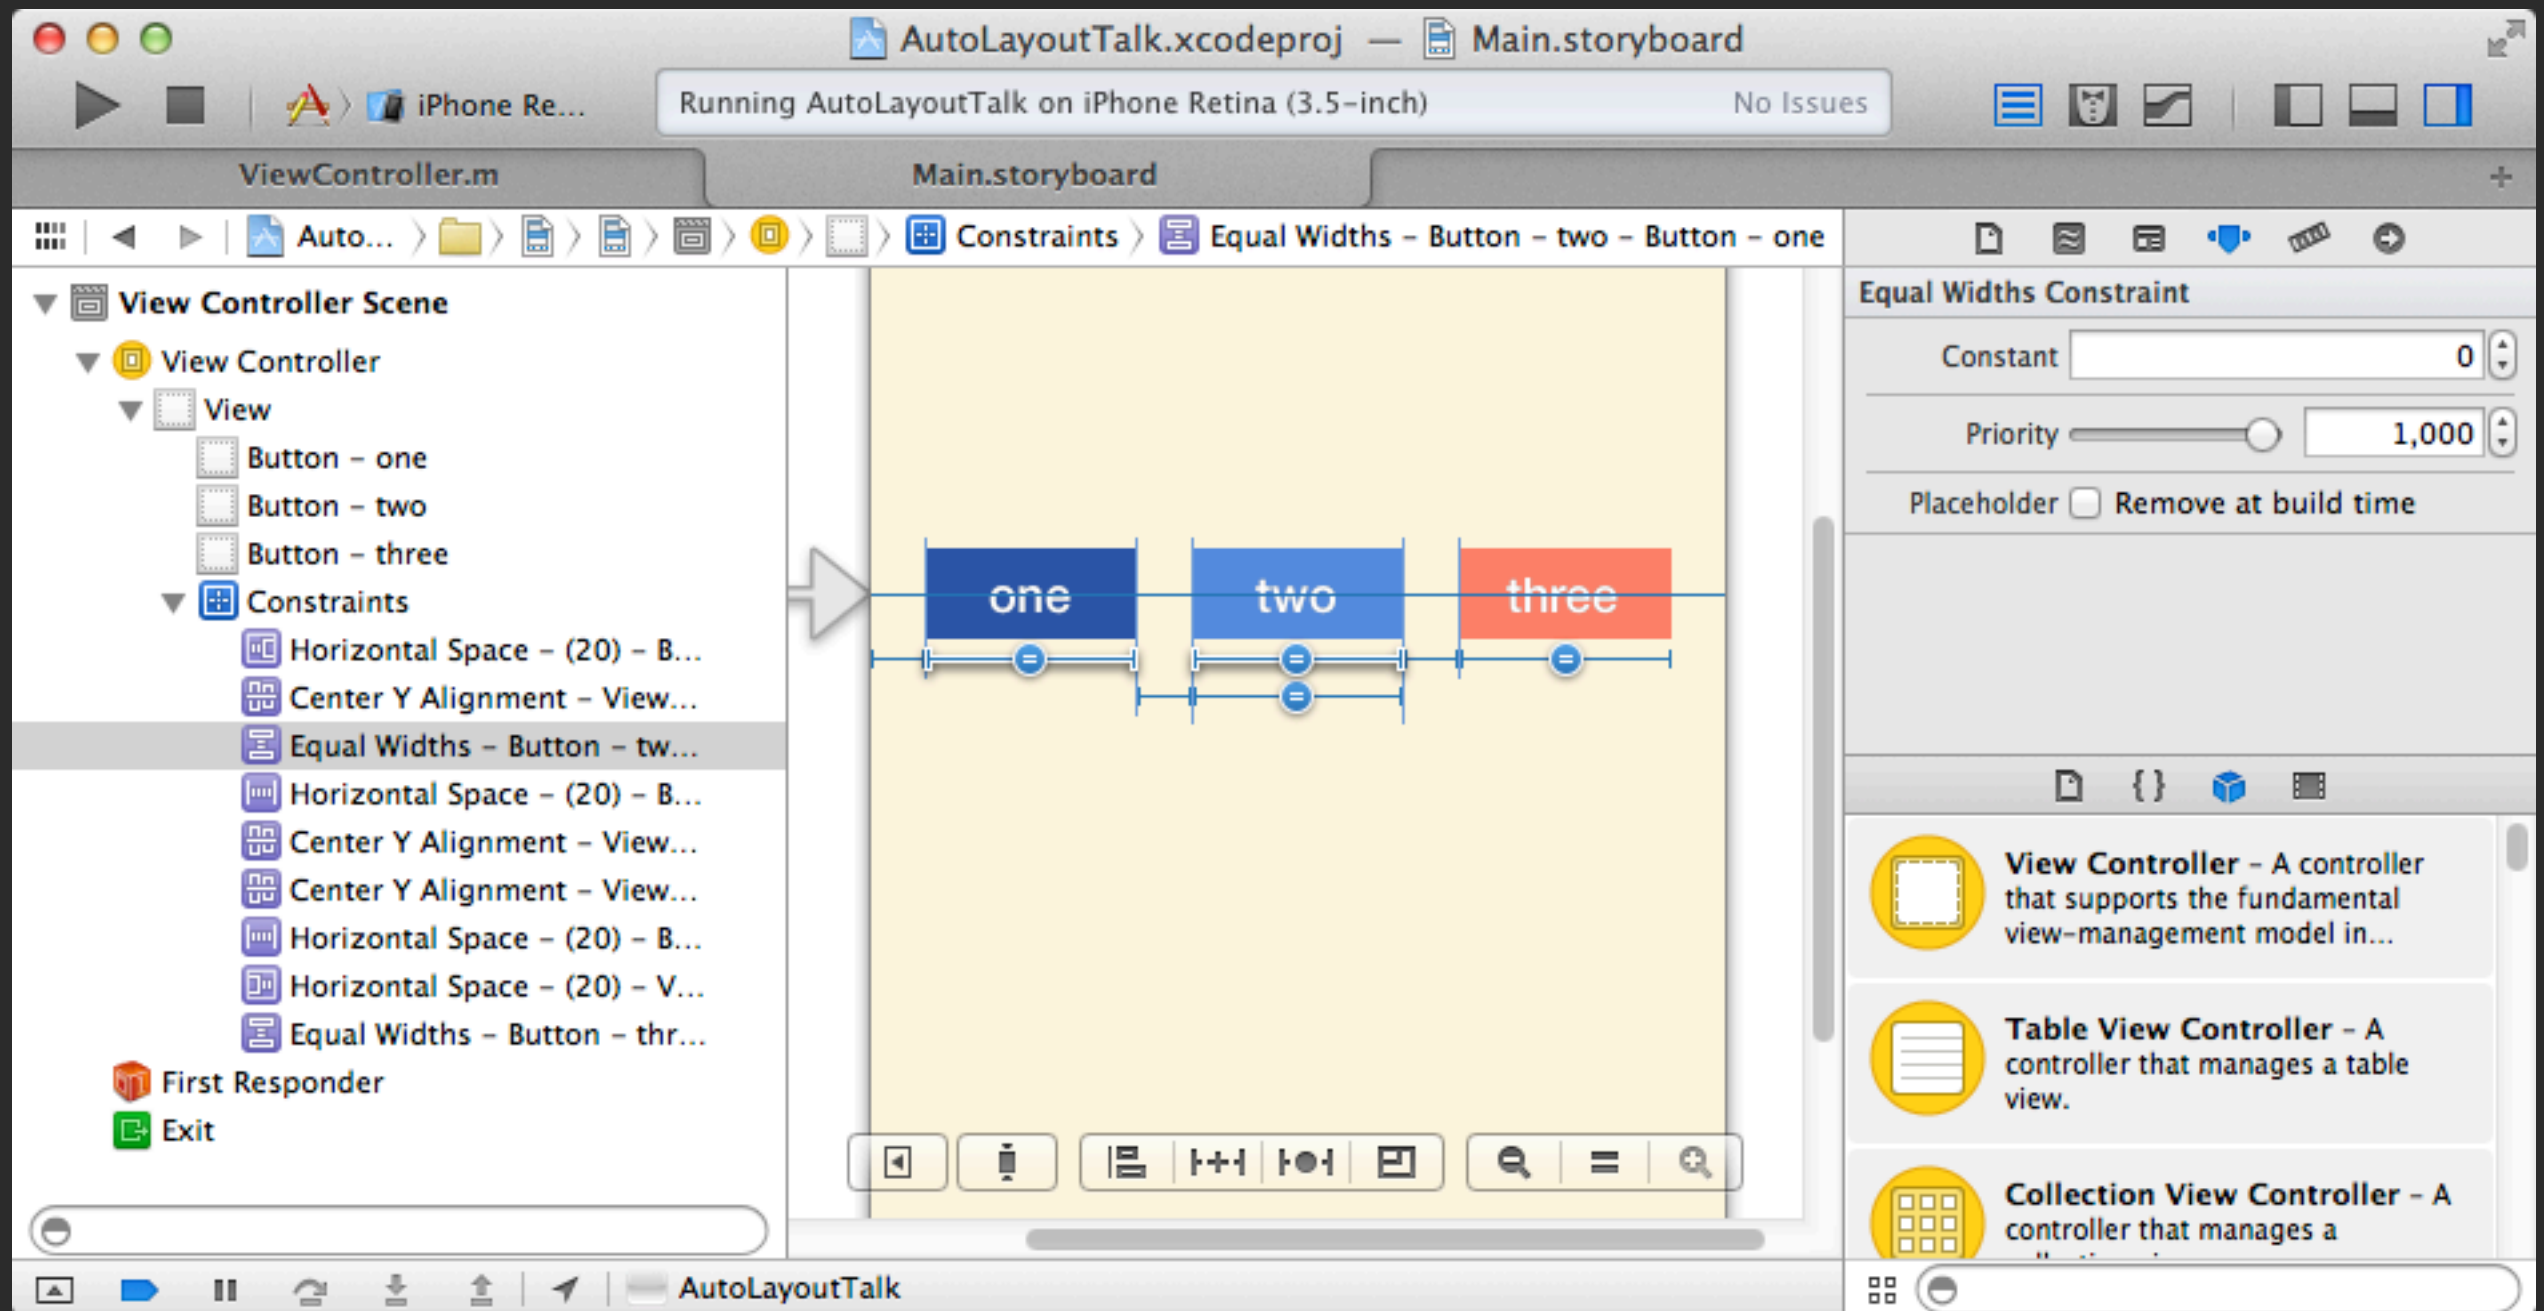 AutoLayoutTalk.xcodeproj — Main.storyboard
iPhone Re...
Running AutoLayoutTalk on iPhone Retina (3.5-inch)
No Issues
ViewController.m
Main.storyboard
+
Auto...
Constraints
Equal Widths - Button - two - Button - one
View Controller Scene
View Controller
View
Button - one
Button - two
Button - three
Constraints
Horizontal Space - (20) - B...
Center Y Alignment - View...
Equal Widths - Button - tw...
Horizontal Space - (20) - B...
Center Y Alignment - View...
Center Y Alignment - View...
Horizontal Space - (20) - B...
Horizontal Space - (20) - V...
Equal Widths - Button - thr...
First Responder
Exit
one
two
three
Equal Widths Constraint
Constant 0
Priority 1,000
Placeholder Remove at build time
{ }
View Controller - A controller
that supports the fundamental
view-management model in...
Table View Controller - A
controller that manages a table
view.
Collection View Controller - A
controller that manages a
AutoLayoutTalk